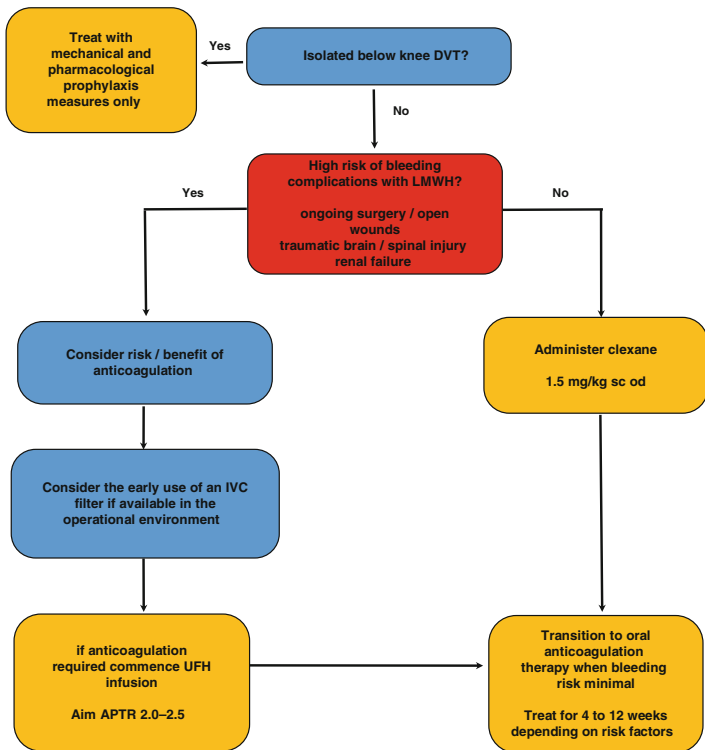 Treat with
mechanical and
pharmacological
prophylaxis
measures only
Yes
Isolated below knee DVT?
No
High risk of bleeding
complications with LMWH?
ongoing surgery / open
wounds
traumatic brain / spinal injury
renal failure
Yes
No
Consider risk / benefit of
anticoagulation
Administer clexane
1.5 mg/kg sc od
Consider the early use of an IVC
filter if available in the
operational environment
if anticoagulation
required commence UFH
infusion
Aim APTR 2.0–2.5
Transition to oral
anticoagulation
therapy when bleeding
risk minimal
Treat for 4 to 12 weeks
depending on risk factors